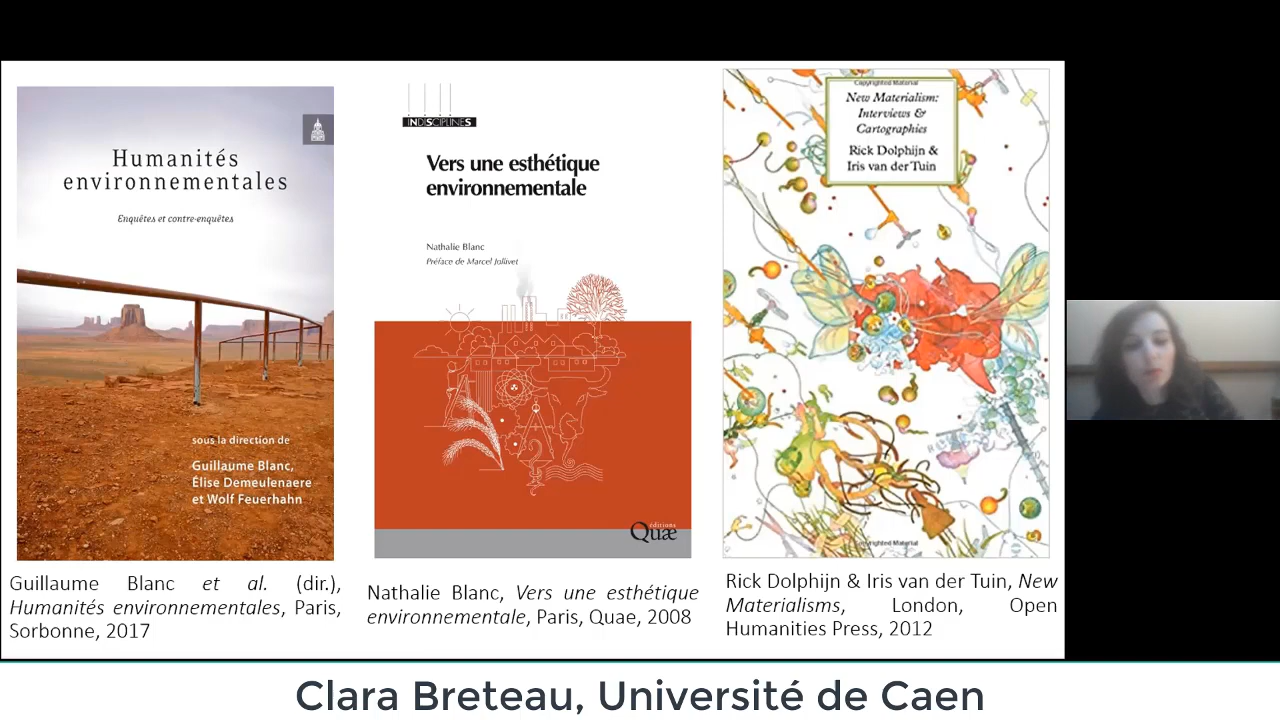 Humanités
environnementales
Enquêtes et contre-enquêtes
sous la direction de
Guillaume Blanc,
Élise Demeulenaere
et Wolf Feuerhahn
Guillaume Blanc et al. (dir.),
Humanités environnementales, Paris,
Sorbonne, 2017
INDISCIPLINES
Vers une esthétique
environnementale
Nathalie Blanc
Préface de Marcel Jollivet
éditions
Quæ
Nathalie Blanc, Vers une esthétique
environnementale, Paris, Quae, 2008
Copyrighted Material
New Materialism:
Interviews &
Cartographies
Rick Dolphijn &
Iris van der Tuin
Copyrighted Material
Rick Dolphijn & Iris van der Tuin, New
Materialisms, London, Open
Humanities Press, 2012
Clara Breteau, Université de Caen